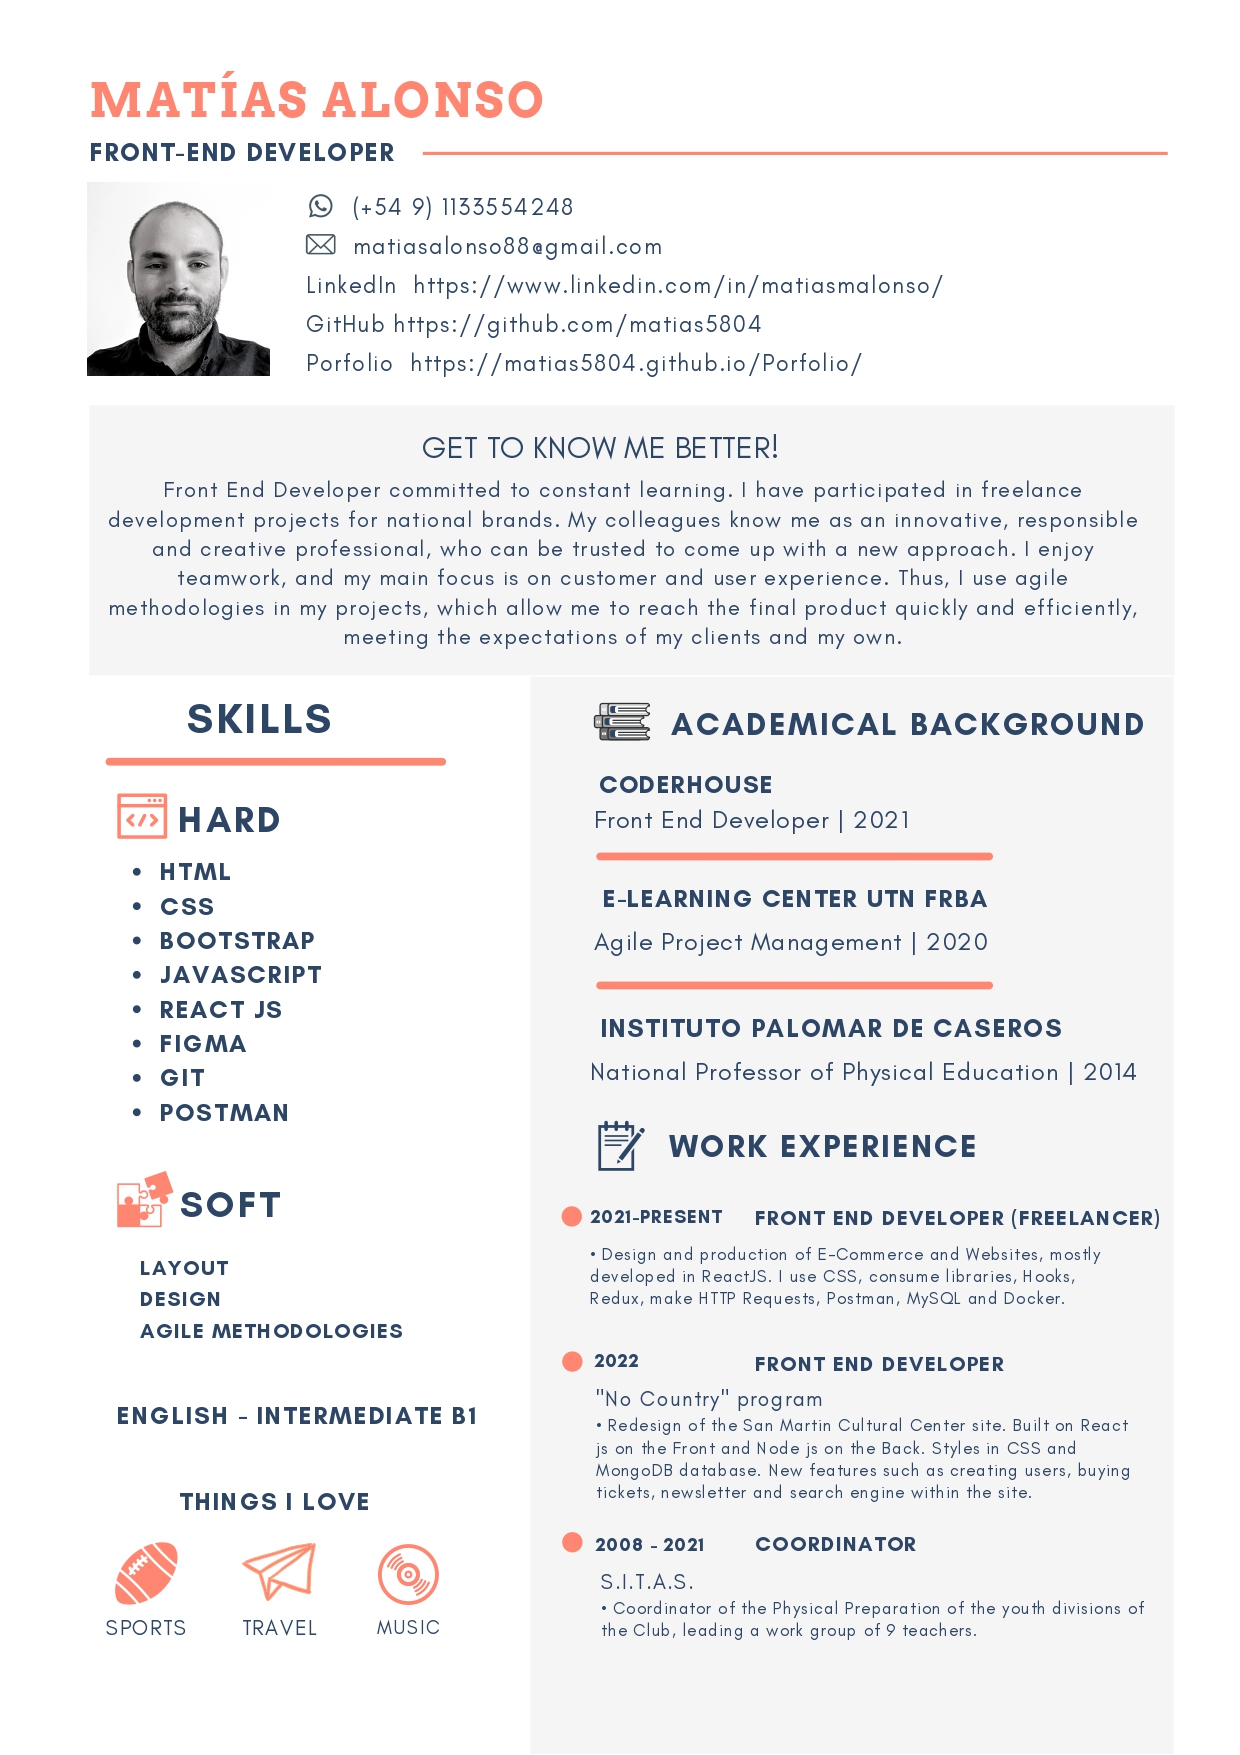 MATÍAS ALONSO
FRONT-END DEVELOPER
(+54 9) 1133554248
matiasalonso88@gmail.com
LinkedIn https://www.linkedin.com/in/matiasmalonso/
GitHub https://github.com/matias5804
Porfolio https://matias5804.github.io/Porfolio/
GET TO KNOW ME BETTER!
Front End Developer committed to constant learning. I have participated in freelance
development projects for national brands. My colleagues know me as an innovative, responsible
and creative professional, who can be trusted to come up with a new approach. I enjoy
teamwork, and my main focus is on customer and user experience. Thus, I use agile
methodologies in my projects, which allow me to reach the final product quickly and efficiently,
meeting the expectations of my clients and my own.
SKILLS
</> HARD
• HTML
• CSS
• BOOTSTRAP
• JAVASCRIPT
• REACT JS
• FIGMA
• GIT
• POSTMAN
SOFT
LAYOUT
DESIGN
AGILE METHODOLOGIES
ENGLISH - INTERMEDIATE B1
THINGS I LOVE
SPORTS TRAVEL MUSIC
ACADEMICAL BACKGROUND
CODERHOUSE
Front End Developer | 2021
E-LEARNING CENTER UTN FRBA
Agile Project Management | 2020
INSTITUTO PALOMAR DE CASEROS
National Professor of Physical Education | 2014
WORK EXPERIENCE
2021-PRESENT FRONT END DEVELOPER (FREELANCER)
• Design and production of E-Commerce and Websites, mostly
developed in ReactJS. I use CSS, consume libraries, Hooks,
Redux, make HTTP Requests, Postman, MySQL and Docker.
2022 FRONT END DEVELOPER
"No Country" program
• Redesign of the San Martin Cultural Center site. Built on React
js on the Front and Node js on the Back. Styles in CSS and
MongoDB database. New features such as creating users, buying
tickets, newsletter and search engine within the site.
2008 - 2021 COORDINATOR
S.I.T.A.S.
• Coordinator of the Physical Preparation of the youth divisions of
the Club, leading a work group of 9 teachers.